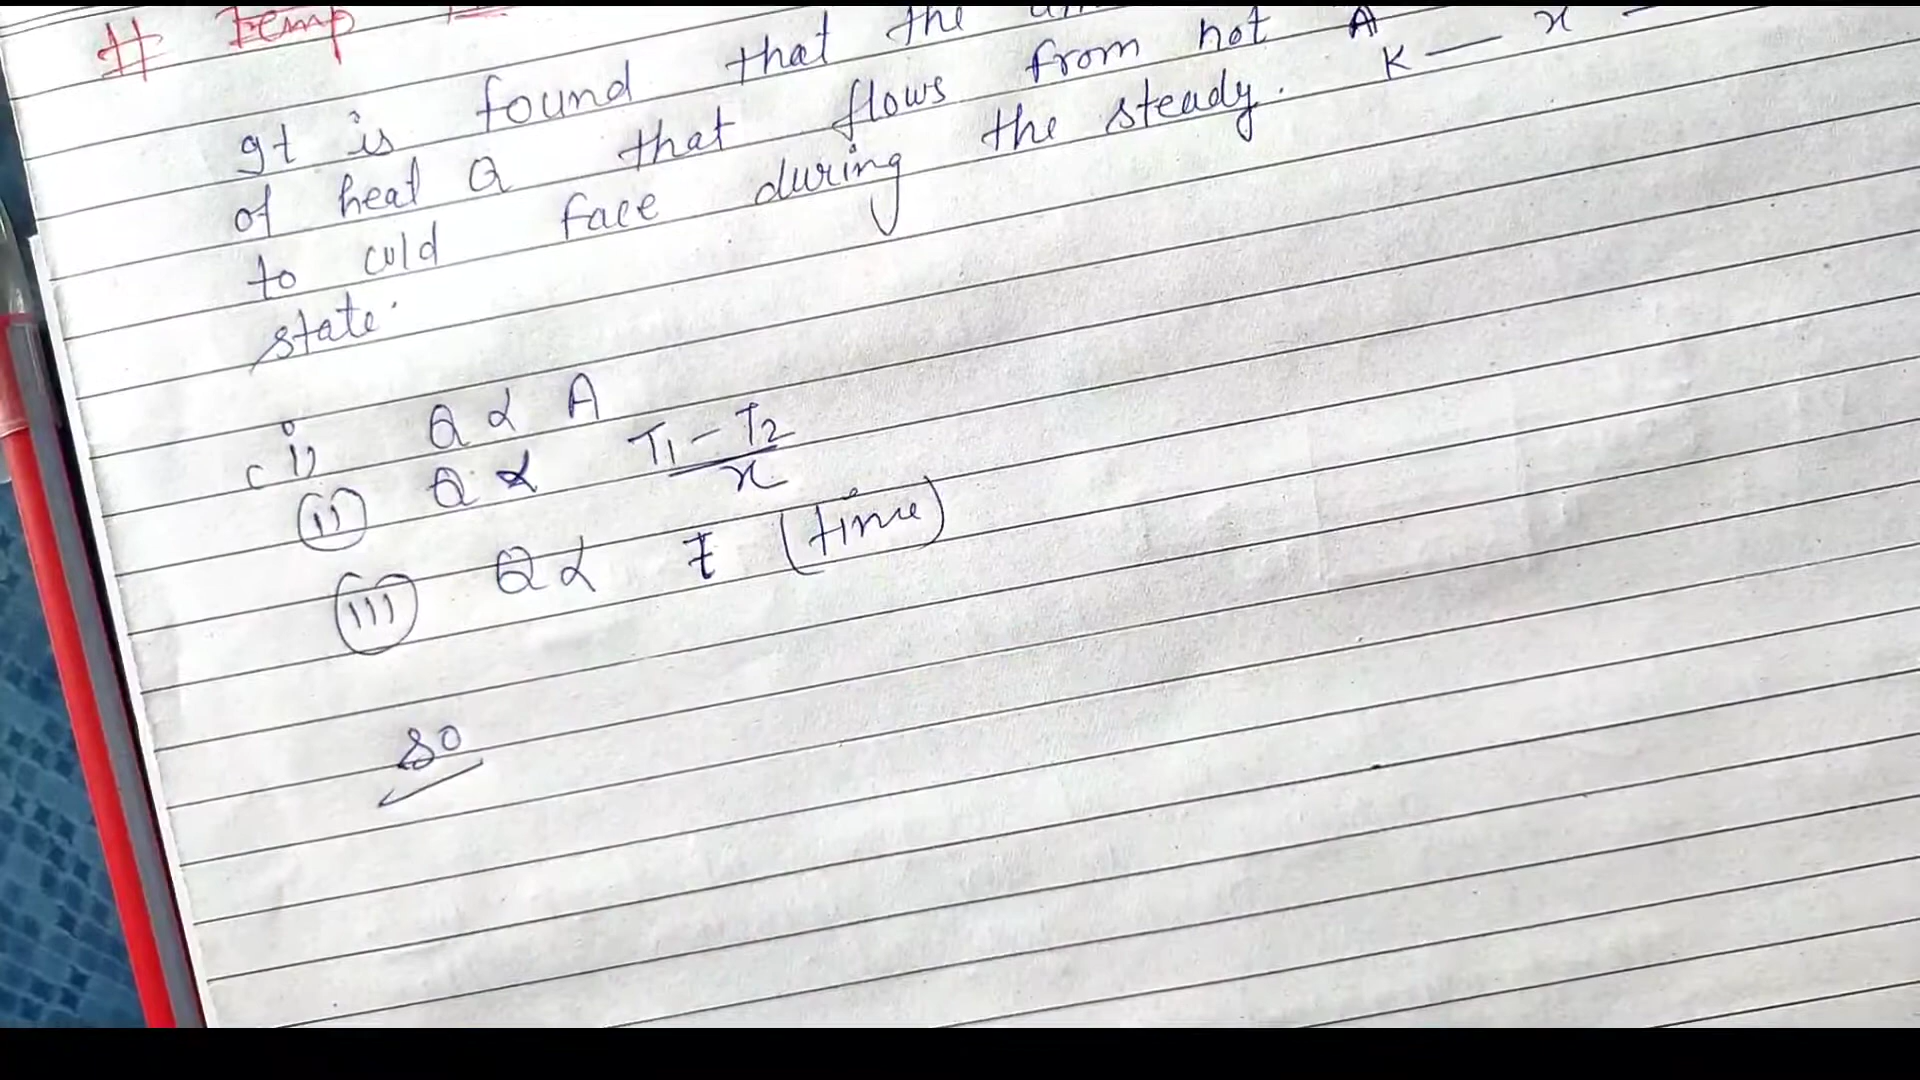 # Temp
It is found that the
of heat Q that flows from hot A
to cold face during the steady. K — x
state.
(i) Q ∝ A
(ii) Q ∝ T₁ - T₂ / x
(iii) Q ∝ t (time)
so